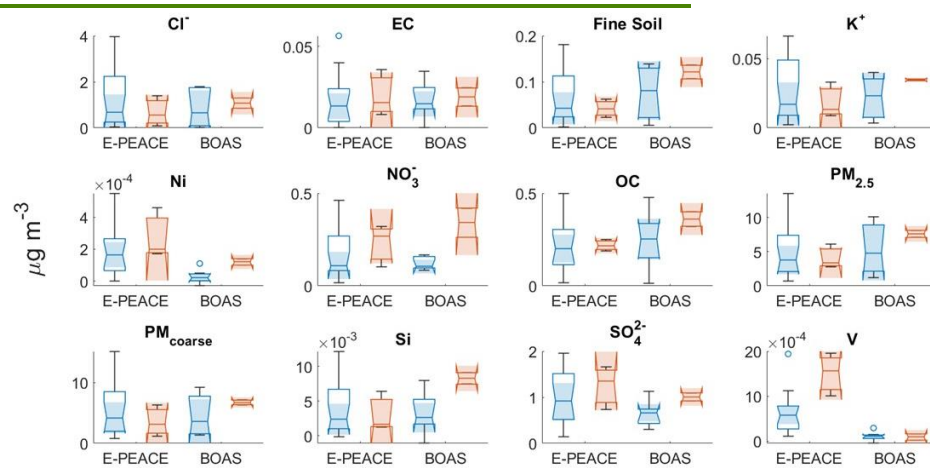 Cl⁻
EC
Fine Soil
K⁺
4
2
0
0.05
0
0.2
0.1
0
0.05
0
E-PEACE BOAS
E-PEACE BOAS
E-PEACE BOAS
E-PEACE BOAS
μg m⁻³
×10⁻⁴
Ni
NO₃⁻
OC
PM₂.₅
4
2
0
0.5
0
0.5
0
10
5
0
E-PEACE BOAS
E-PEACE BOAS
E-PEACE BOAS
E-PEACE BOAS
PM_coarse
×10⁻³
Si
SO₄²⁻
×10⁻⁴
V
10
0
10
5
0
2
1
0
20
10
0
E-PEACE BOAS
E-PEACE BOAS
E-PEACE BOAS
E-PEACE BOAS